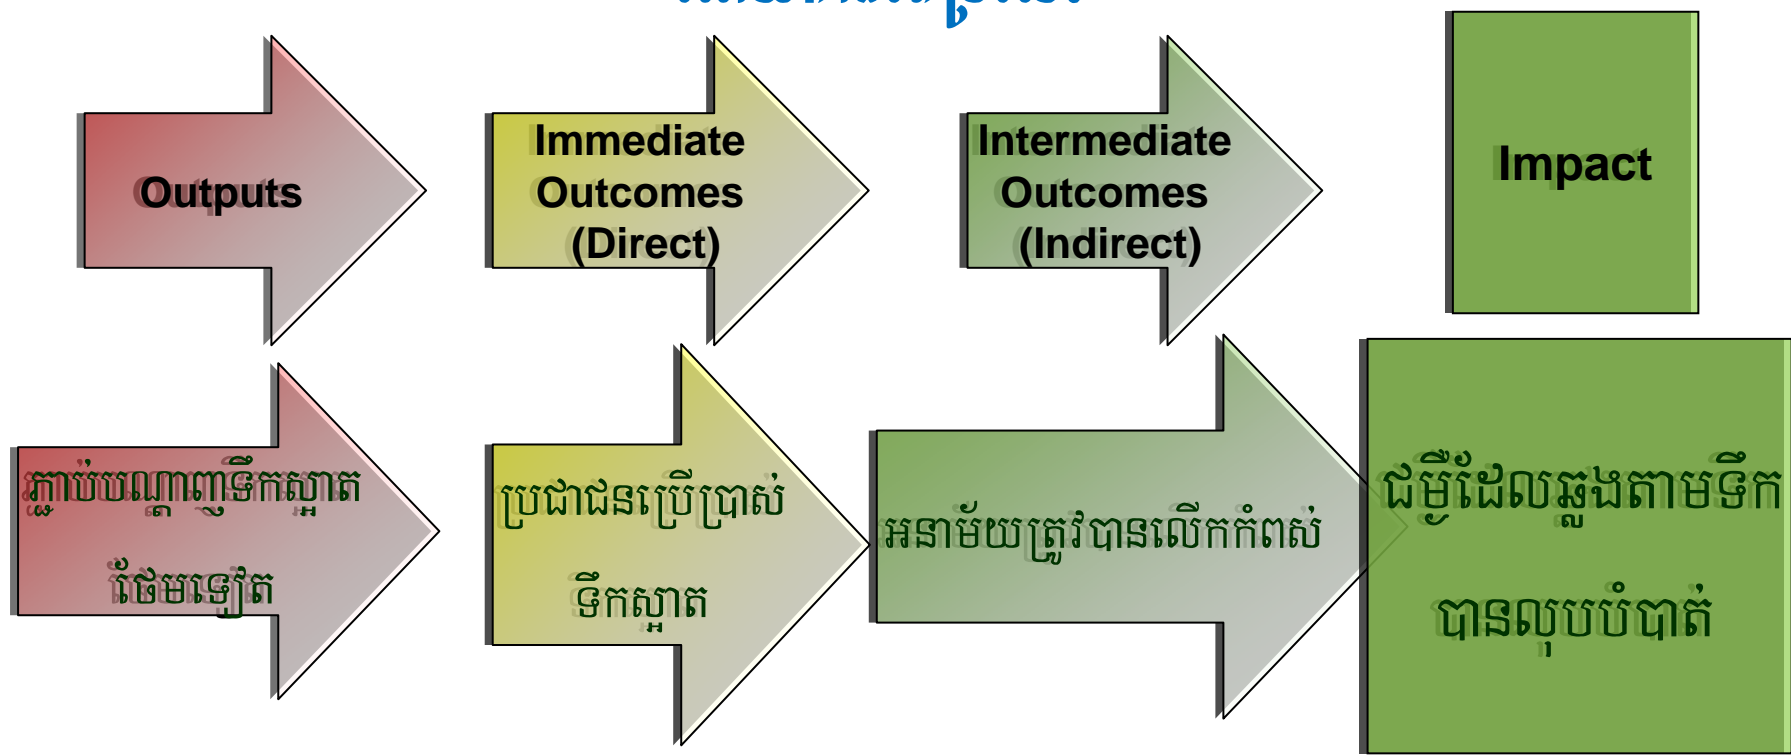 Outputs
Immediate
Outcomes
(Direct)
Intermediate
Outcomes
(Indirect)
Impact
ភ្ជាប់បណ្តាញទឹកស្អាត
ថែមទៀត
ប្រជាជនប្រើប្រាស់
ទឹកស្អាត
អនាម័យត្រូវបានលើកកំពស់
ជម្ងឺដែលឆ្លងតាមទឹក
បានលុបបំបាត់